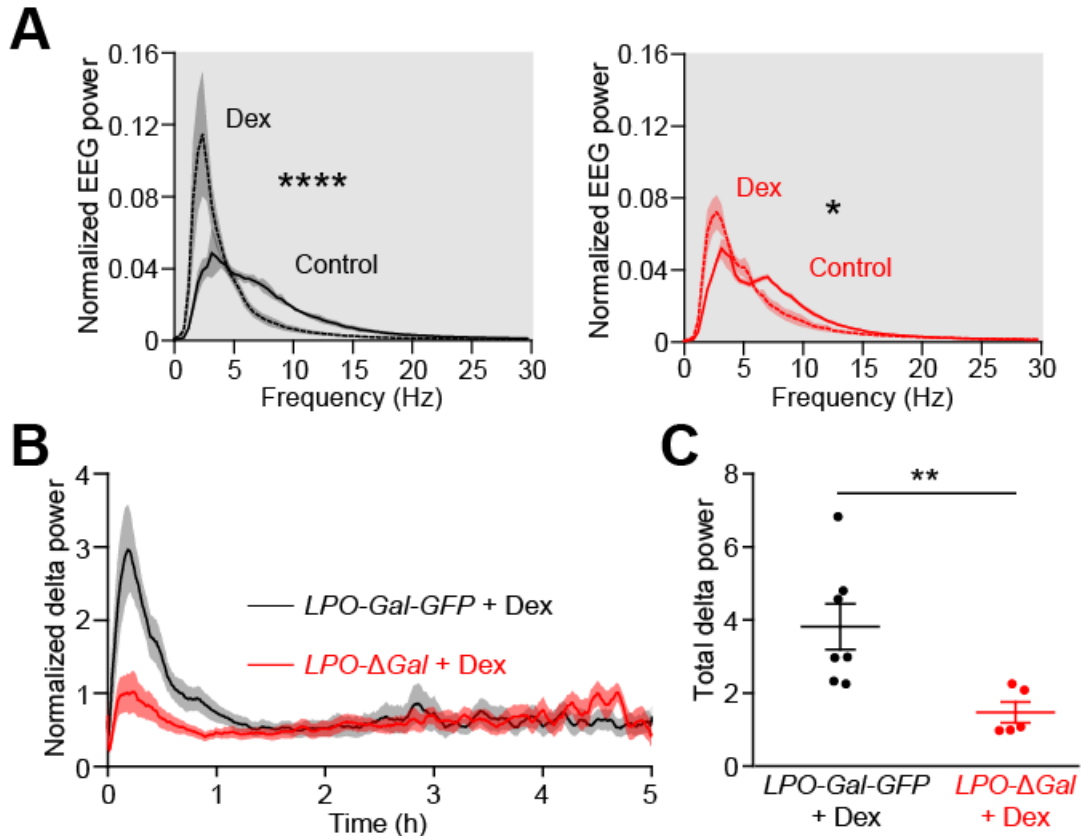 A
Normalized EEG power
0.16
0.12
0.08
0.04
0
Dex
****
Control
0 5 10 15 20 25 30
Frequency (Hz)
Normalized EEG power
0.16
0.12
0.08
0.04
0
Dex
*
Control
0 5 10 15 20 25 30
Frequency (Hz)
B
Normalized delta power
4
3
2
1
0
LPO-Gal-GFP + Dex
LPO-ΔGal + Dex
0 1 2 3 4 5
Time (h)
C
Total delta power
8
6
4
2
0
**
LPO-Gal-GFP
+ Dex
LPO-ΔGal
+ Dex